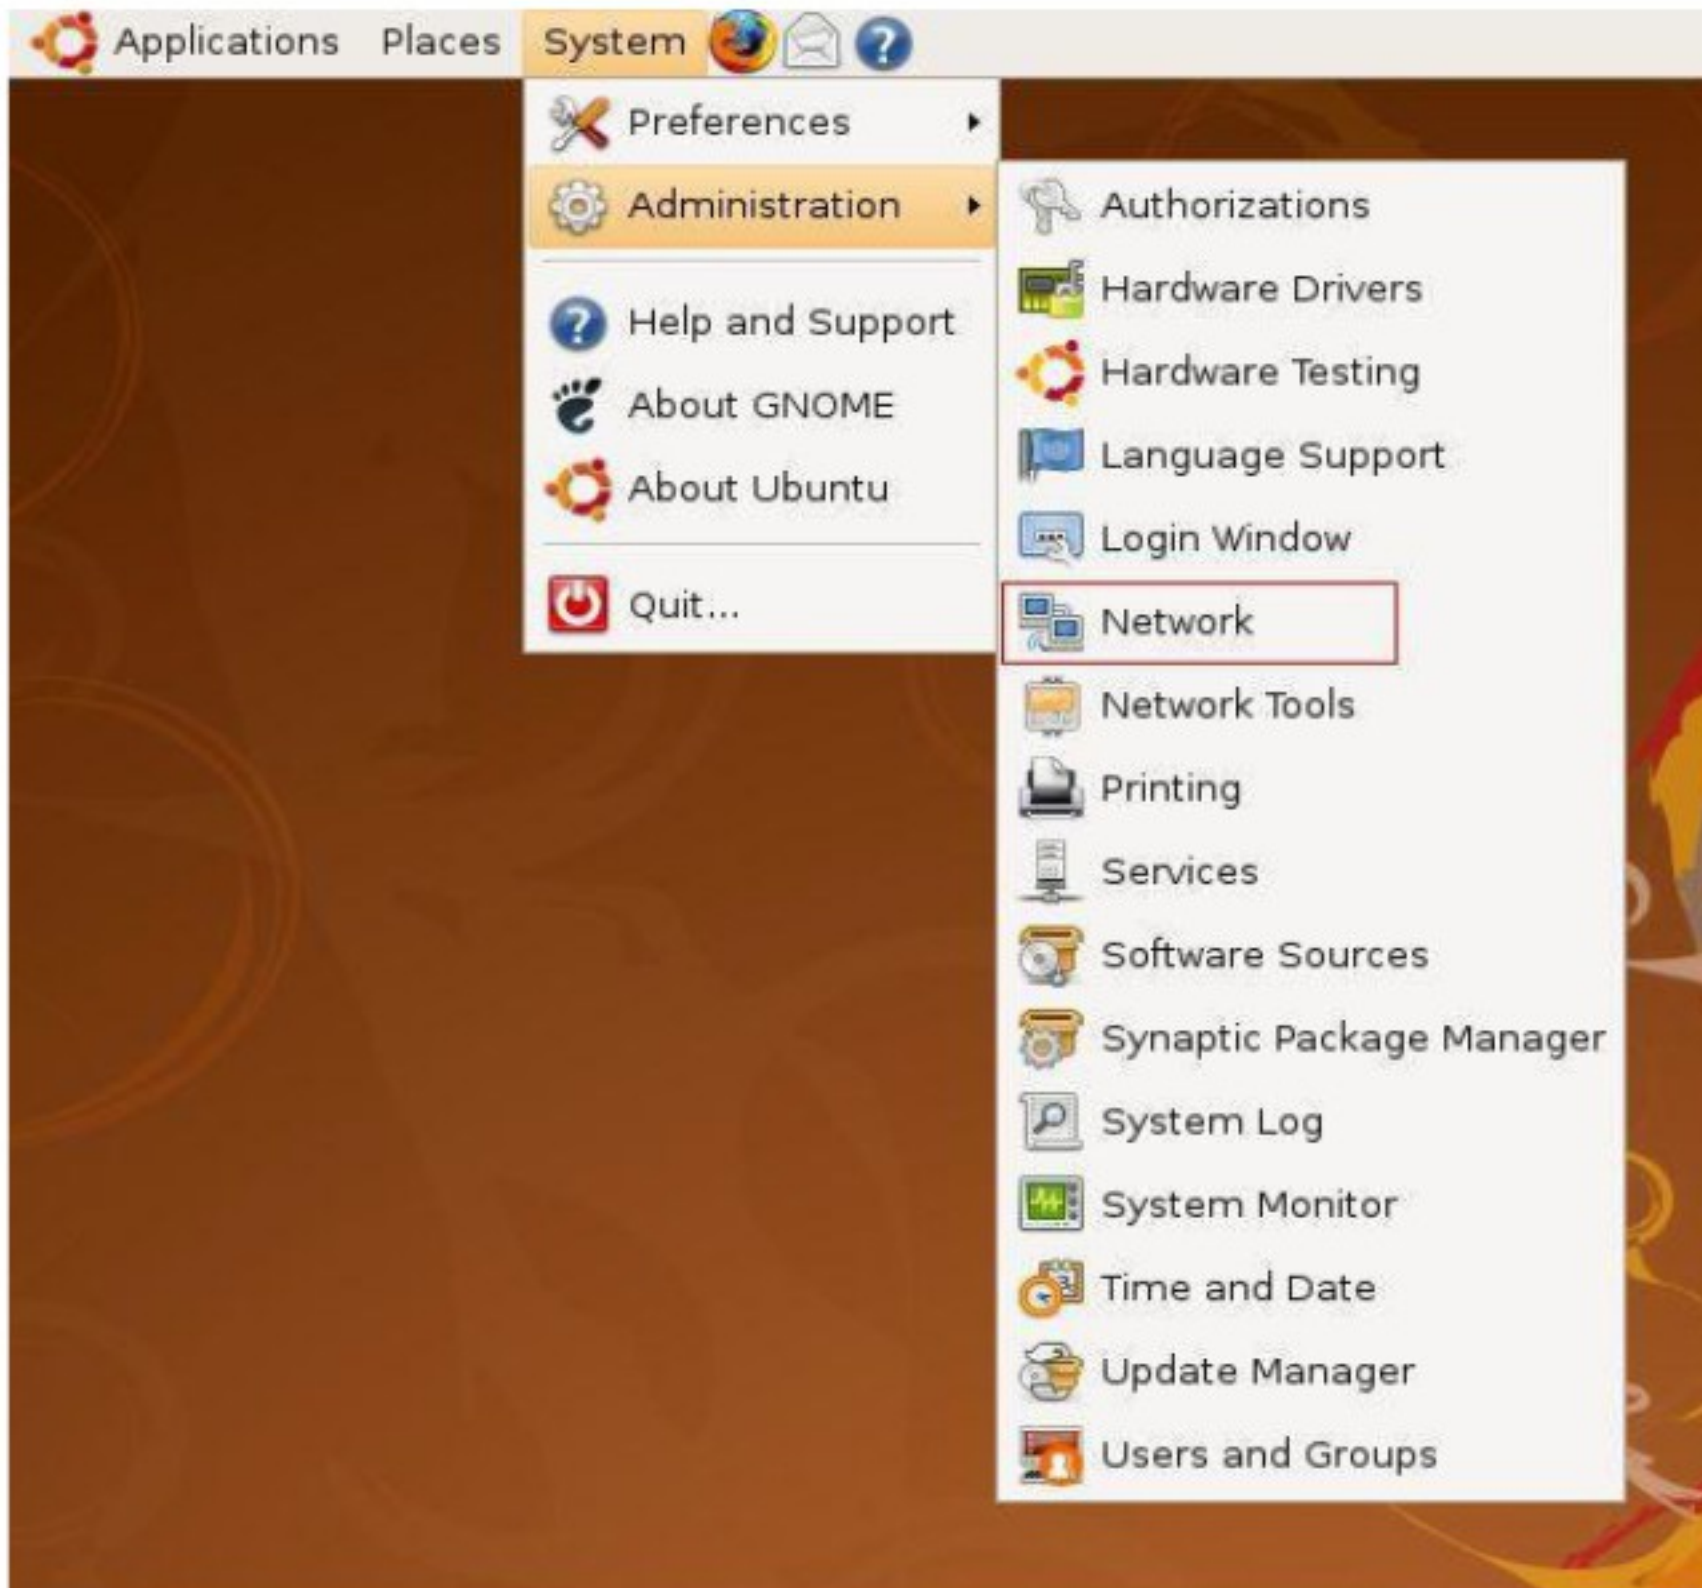 Applications Places System
Preferences
Administration
Help and Support
About GNOME
About Ubuntu
Quit...
Authorizations
Hardware Drivers
Hardware Testing
Language Support
Login Window
Network
Network Tools
Printing
Services
Software Sources
Synaptic Package Manager
System Log
System Monitor
Time and Date
Update Manager
Users and Groups